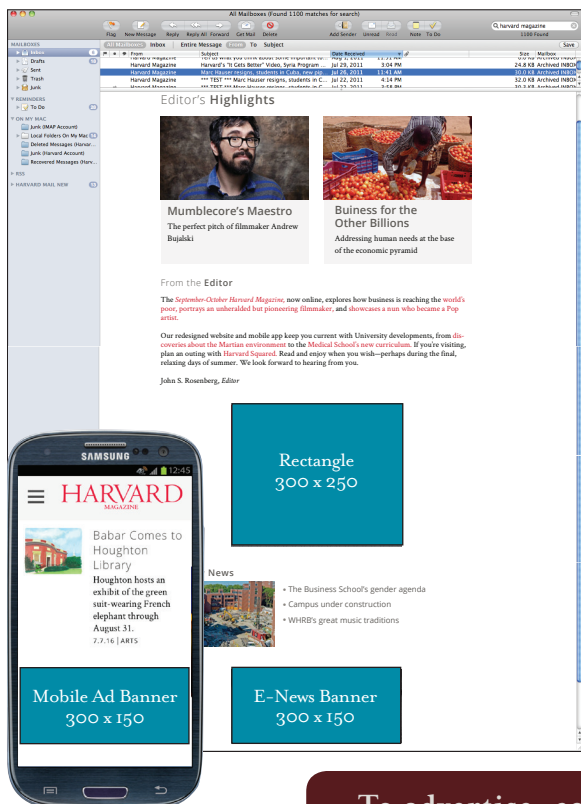 All Mailboxes (Found 1100 matches for search)
Flag New Message Reply Reply All Forward Get Mail Delete Add Sender Unread Read Note To Do
harvard magazine
1100 Found
MAILBOXES
All Mailboxes Inbox Entire Message From To Subject Save
Inbox
Drafts
Sent
Trash
Junk
REMINDERS
To Do
ON MY MAC
Junk (IMAP Account)
Local Folders On My Mac
Deleted Messages (Harvar...
Junk (Harvard Account)
Recovered Messages (Harv...
RSS
HARVARD MAIL NEW
From Subject Date Received Size Mailbox
Harvard Magazine Harvard's "It Gets Better" Video, Syria Program ... Jul 29, 2011 3:04 PM 24.8 KB Archived INBOX
Harvard Magazine Marc Hauser resigns, students in Cuba, new pip... Jul 26, 2011 11:41 AM 30.0 KB Archived INBOX
Harvard Magazine *** TEST *** Marc Hauser resigns, students in C... Jul 22, 2011 4:14 PM 32.0 KB Archived INBOX
Editor's Highlights
Mumblecore's Maestro
The perfect pitch of filmmaker Andrew
Bujalski
Buiness for the
Other Billions
Addressing human needs at the base
of the economic pyramid
From the Editor
The September-October Harvard Magazine, now online, explores how business is reaching the world's
poor, portrays an unheralded but pioneering filmmaker, and showcases a nun who became a Pop
artist.
Our redesigned website and mobile app keep you current with University developments, from dis-
coveries about the Martian environment to the Medical School's new curriculum. If you're visiting,
plan an outing with Harvard Squared. Read and enjoy when you wish—perhaps during the final,
relaxing days of summer. We look forward to hearing from you.
John S. Rosenberg, Editor
Rectangle
300 x 250
News
• The Business School's gender agenda
• Campus under construction
• WHRB's great music traditions
E-News Banner
300 x 150
SAMSUNG
12:45
HARVARD
MAGAZINE
Babar Comes to
Houghton
Library
Houghton hosts an
exhibit of the green
suit-wearing French
elephant through
August 31.
7.7.16 | ARTS
Mobile Ad Banner
300 x 150